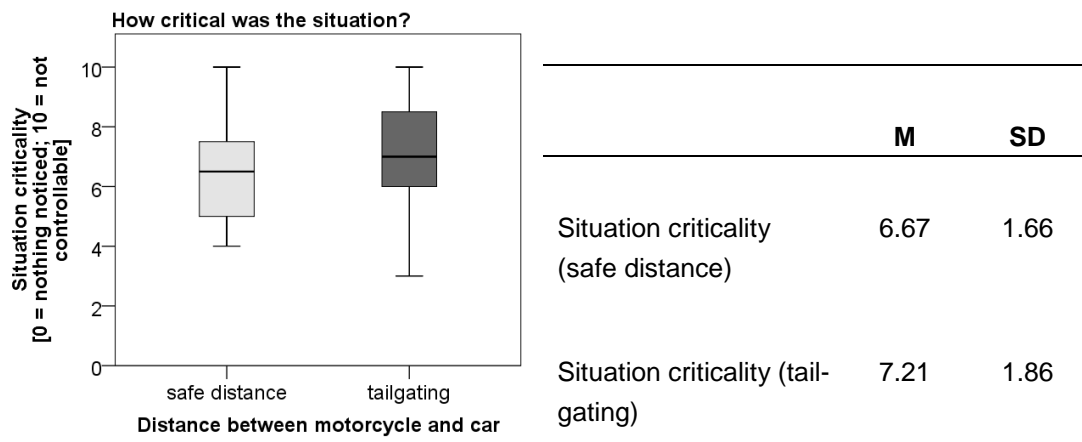 How critical was the situation?
Situation criticality
[0 = nothing noticed; 10 = not
controllable]
10
8
6
4
2
0
safe distance
tailgating
Distance between motorcycle and car
M SD
Situation criticality 6.67 1.66
(safe distance)
Situation criticality (tail- 7.21 1.86
gating)